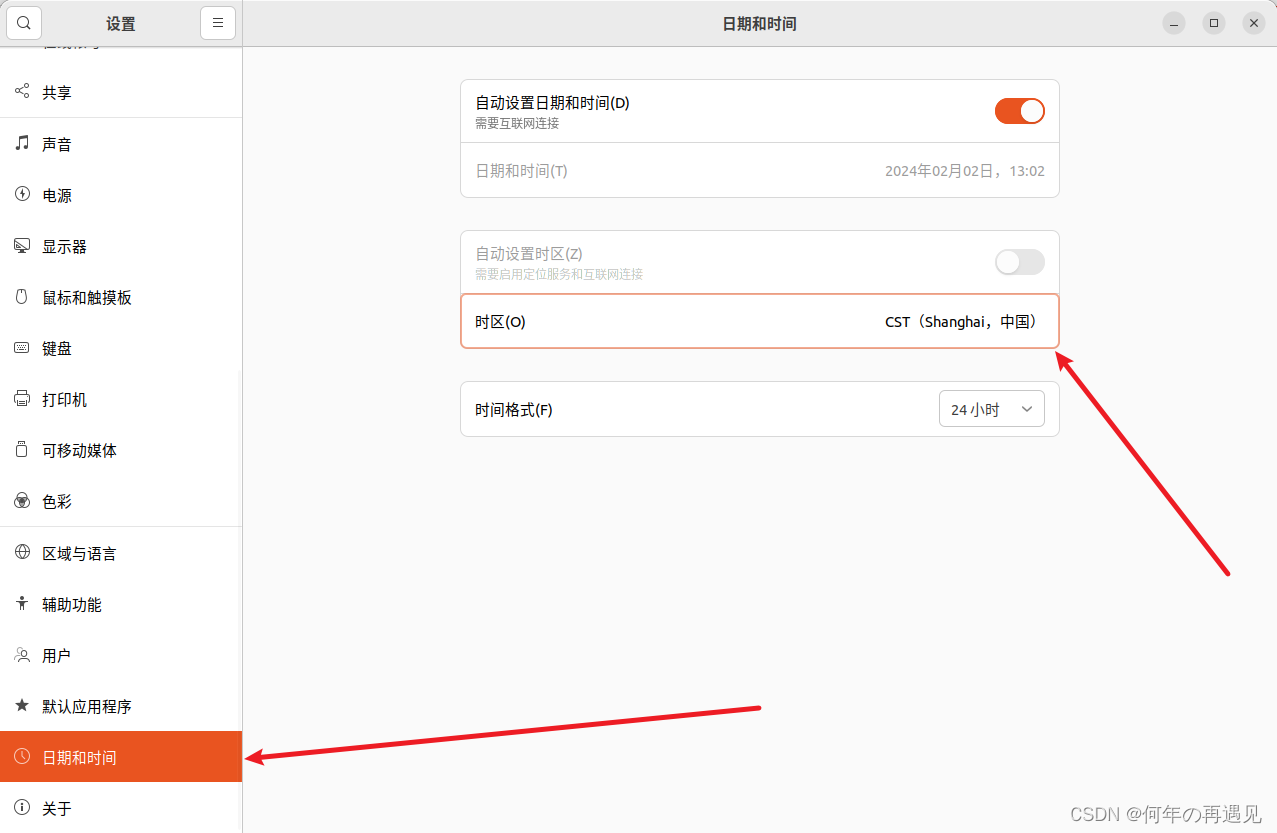 设置
日期和时间
共享
声音
电源
显示器
鼠标和触摸板
键盘
打印机
可移动媒体
色彩
区域与语言
辅助功能
用户
默认应用程序
日期和时间
关于
自动设置日期和时间(D)
需要互联网连接
日期和时间(T)
2024年02月02日，13:02
自动设置时区(Z)
需要启用定位服务和互联网连接
时区(O)
CST（Shanghai，中国）
时间格式(F)
24 小时
CSDN @何年の再遇见